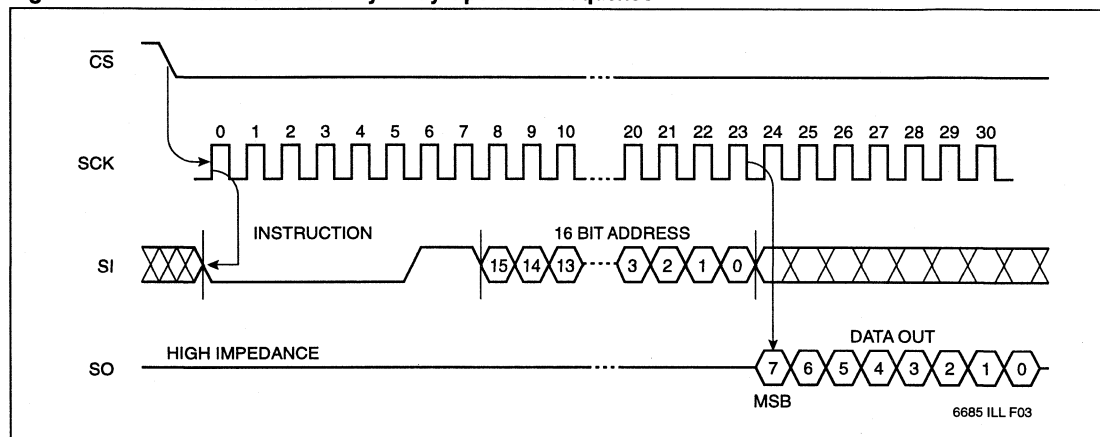 CS
0 1 2 3 4 5 6 7 8 9 10 20 21 22 23 24 25 26 27 28 29 30
SCK
INSTRUCTION 16 BIT ADDRESS
SI 15 14 13 3 2 1 0
HIGH IMPEDANCE DATA OUT
SO 7 6 5 4 3 2 1 0
MSB
6685 ILL F03